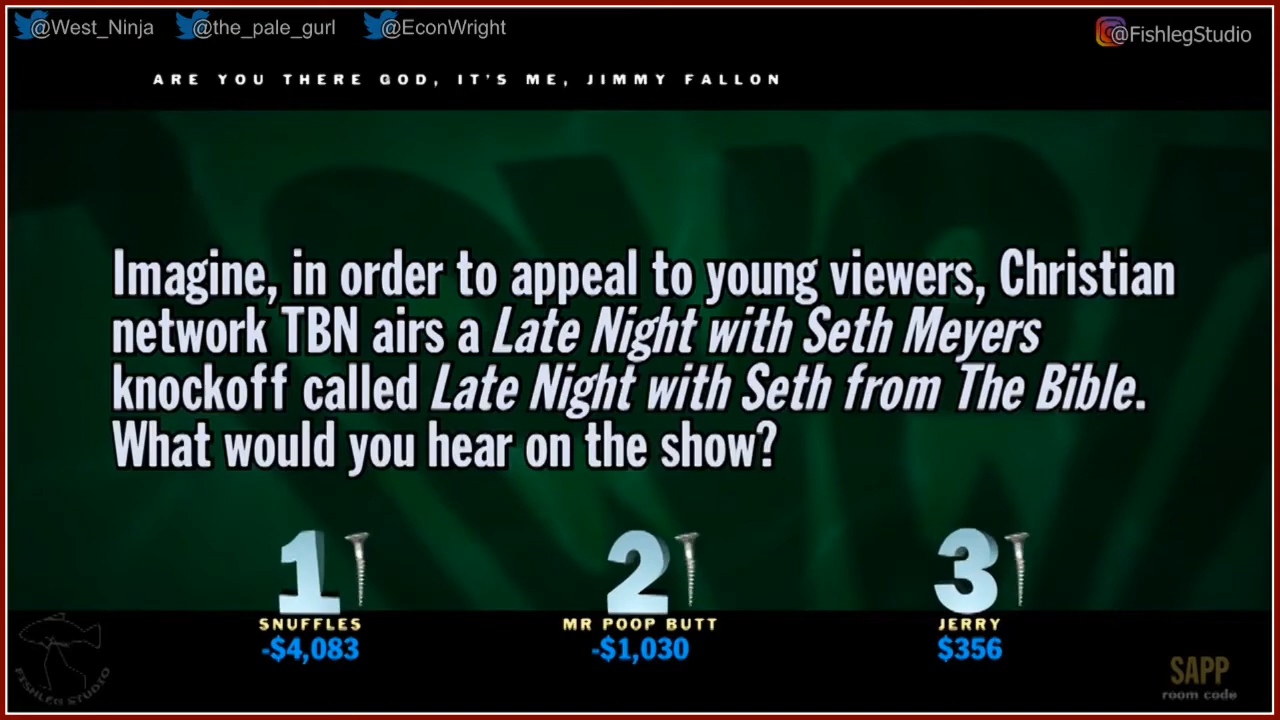 @West_Ninja @the_pale_gurl @EconWright @FishlegStudio
ARE YOU THERE GOD, IT'S ME, JIMMY FALLON
Imagine, in order to appeal to young viewers, Christian
network TBN airs a Late Night with Seth Meyers
knockoff called Late Night with Seth from The Bible.
What would you hear on the show?
1 2 3
SNUFFLES MR POOP BUTT JERRY
-$4,083 -$1,030 $356
FISHLEG STUDIO
SAPP
room code